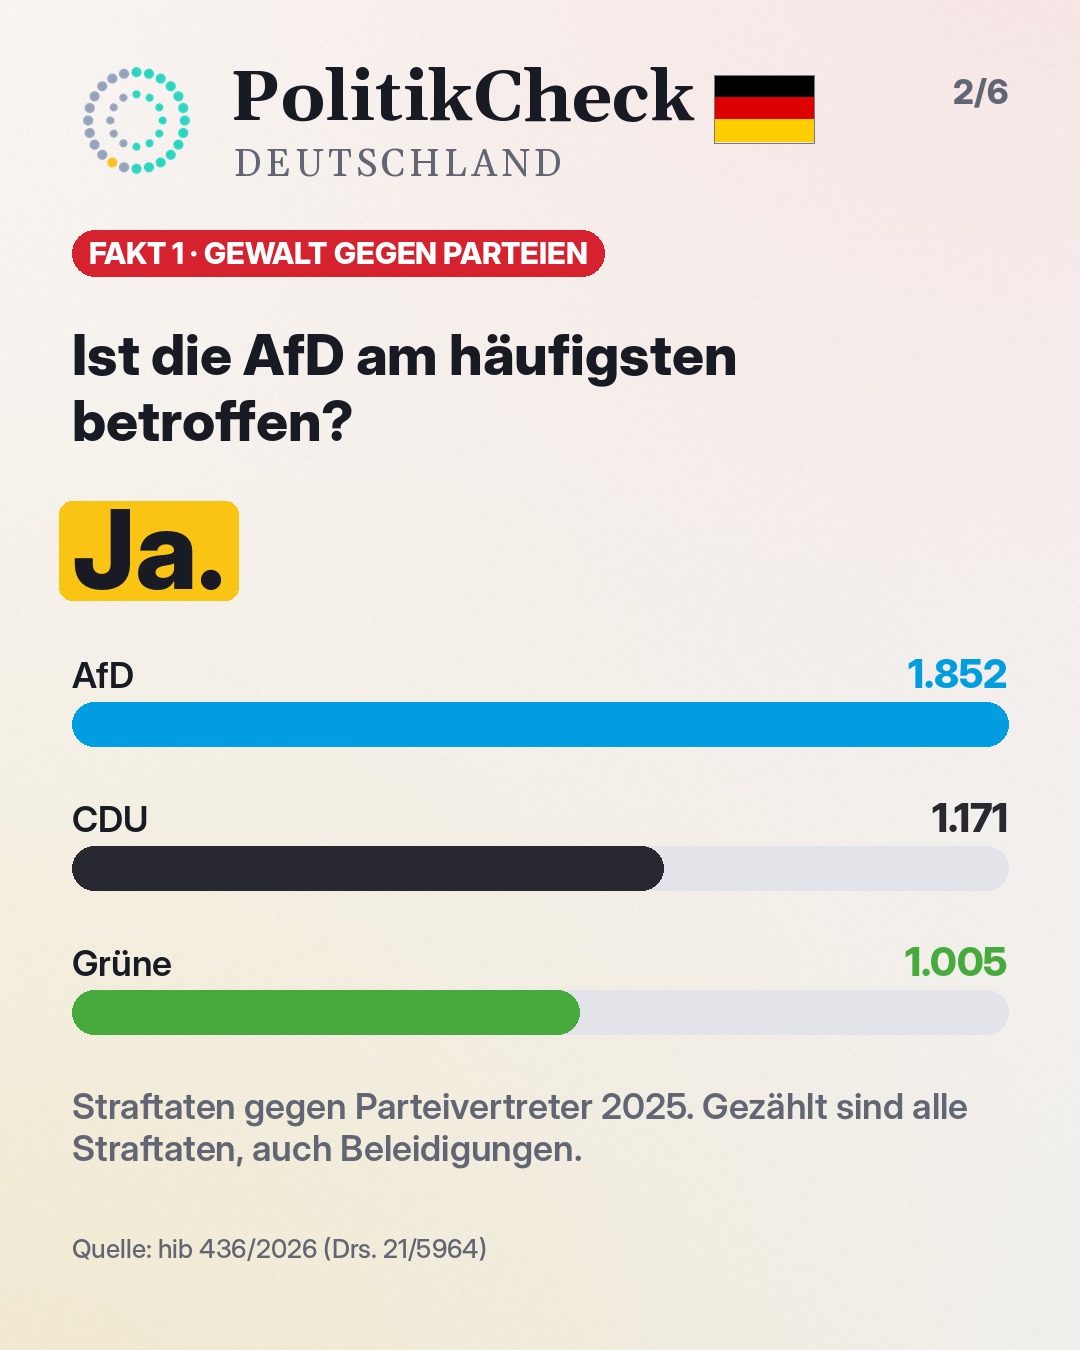 PolitikCheck
DEUTSCHLAND
2/6
FAKT 1 · GEWALT GEGEN PARTEIEN
Ist die AfD am häufigsten
betroffen?
Ja.
AfD 1.852
CDU 1.171
Grüne 1.005
Straftaten gegen Parteivertreter 2025. Gezählt sind alle
Straftaten, auch Beleidigungen.
Quelle: hib 436/2026 (Drs. 21/5964)